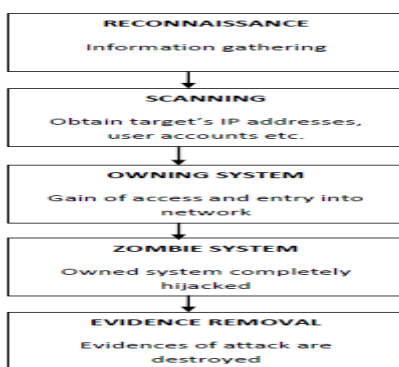 RECONNAISSANCE
Information gathering
SCANNING
Obtain target's IP addresses,
user accounts etc.
OWNING SYSTEM
Gain of access and entry into
network
ZOMBIE SYSTEM
Owned system completely
hijacked
EVIDENCE REMOVAL
Evidences of attack are
destroyed